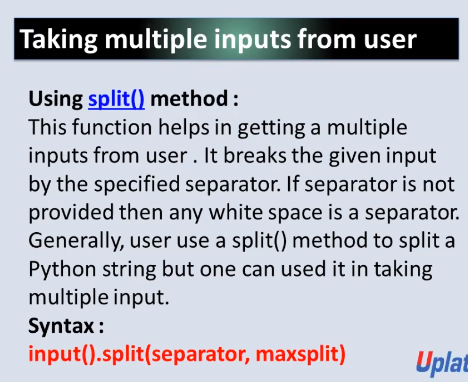 Taking multiple inputs from user
Using split() method :
This function helps in getting a multiple
inputs from user . It breaks the given input
by the specified separator. If separator is not
provided then any white space is a separator.
Generally, user use a split() method to split a
Python string but one can used it in taking
multiple input.
Syntax :
input().split(separator, maxsplit)
Uplat